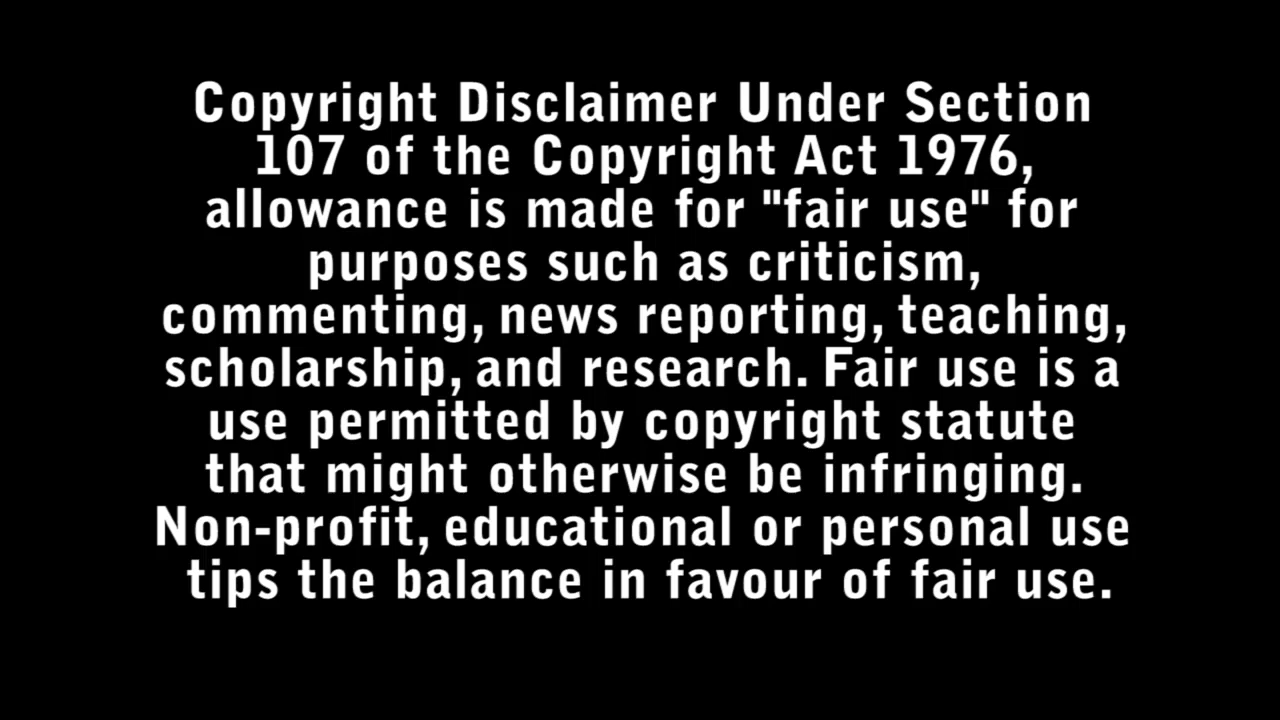 Copyright Disclaimer Under Section
107 of the Copyright Act 1976,
allowance is made for "fair use" for
purposes such as criticism,
commenting, news reporting, teaching,
scholarship, and research. Fair use is a
use permitted by copyright statute
that might otherwise be infringing.
Non-profit, educational or personal use
tips the balance in favour of fair use.